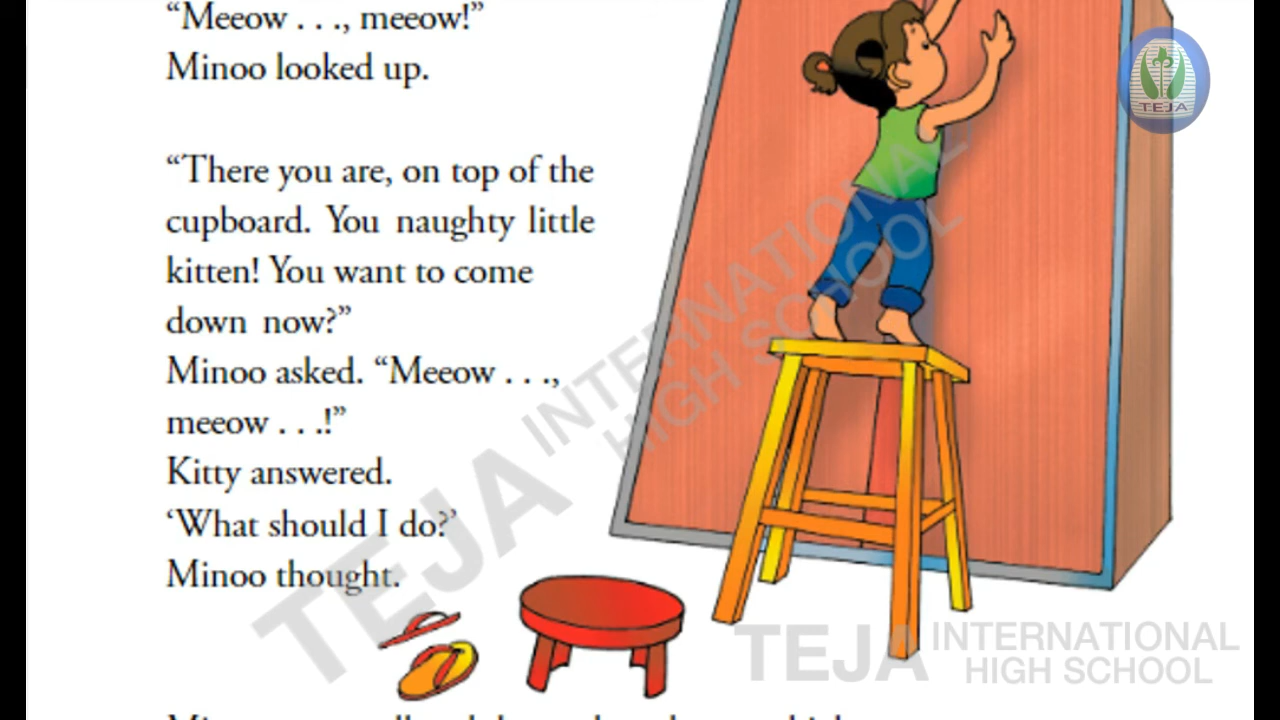 “Meeow . . ., meeow!”
Minoo looked up.
“There you are, on top of the
cupboard. You naughty little
kitten! You want to come
down now?”
Minoo asked. “Meeow . . .,
meeow . . .!”
Kitty answered.
‘What should I do?’
Minoo thought.
TEJA
TEJA INTERNATIONAL
HIGH SCHOOL
TEJA INTERNATIONAL
HIGH SCHOOL